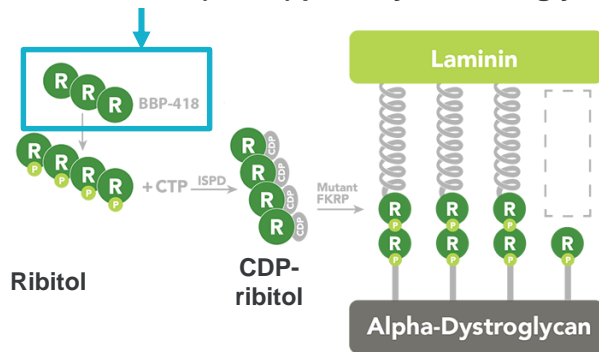 R R R BBP-418
R R R R
P P P P
+ CTP
ISPD
Ribitol
R R R R
CDP CDP CDP CDP
CDP-
ribitol
Mutant
FKRP
Laminin
R R R
P P P
R R R R
P P P P
Alpha-Dystroglycan